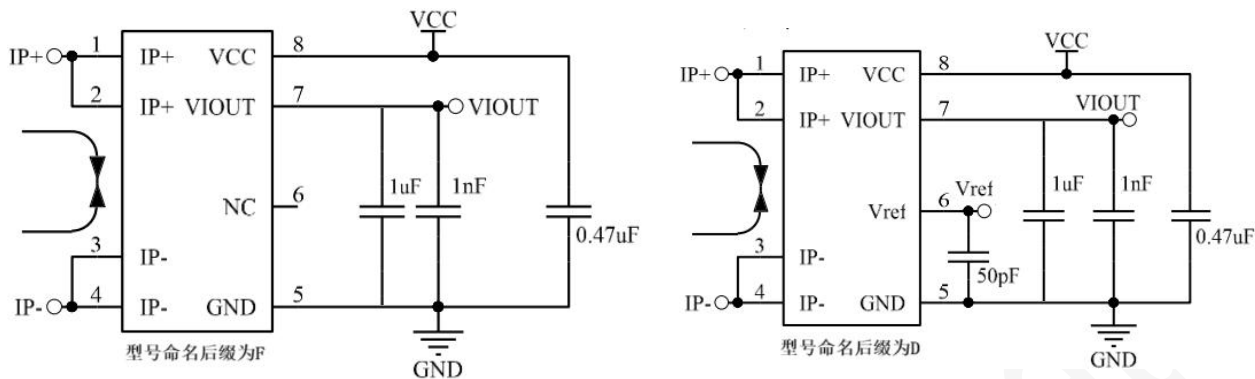 VCC
IP+ 1 IP+ VCC 8
2 IP+ VIOUT 7 VIOUT
1uF 1nF
NC 6
0.47uF
3 IP-
IP- 4 IP- GND 5
型号命名后缀为F
GND
VCC
IP+ 1 IP+ VCC 8
VIOUT
2 IP+ VIOUT 7
1uF 1nF
Vref
Vref 6
0.47uF
50pF
3 IP-
IP- 4 IP- GND 5
型号命名后缀为D
GND